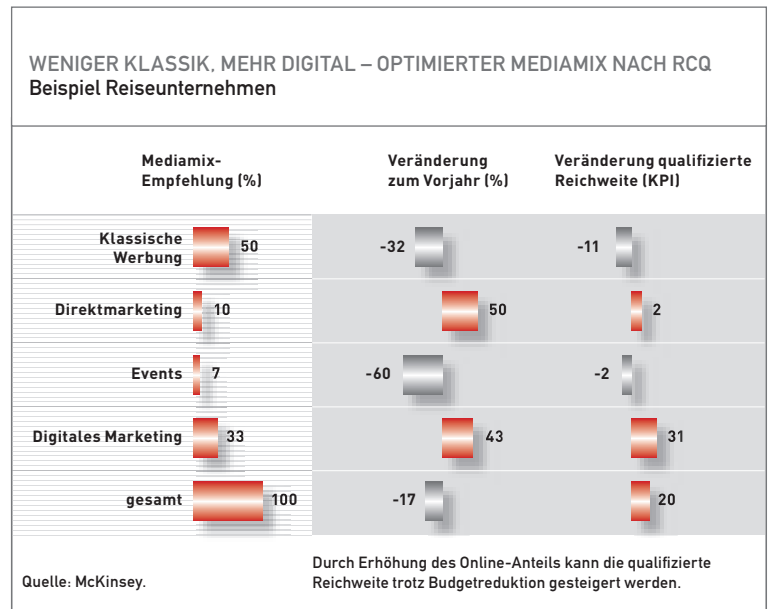 WENIGER KLASSIK, MEHR DIGITAL – OPTIMIERTER MEDIAMIX NACH RCQ
Beispiel Reiseunternehmen
Mediamix-
Empfehlung (%)
Veränderung
zum Vorjahr (%)
Veränderung qualifizierte
Reichweite (KPI)
Klassische
Werbung
50
-32
-11
Direktmarketing
10
50
2
Events
7
-60
-2
Digitales Marketing
33
43
31
gesamt
100
-17
20
Quelle: McKinsey.
Durch Erhöhung des Online-Anteils kann die qualifizierte
Reichweite trotz Budgetreduktion gesteigert werden.